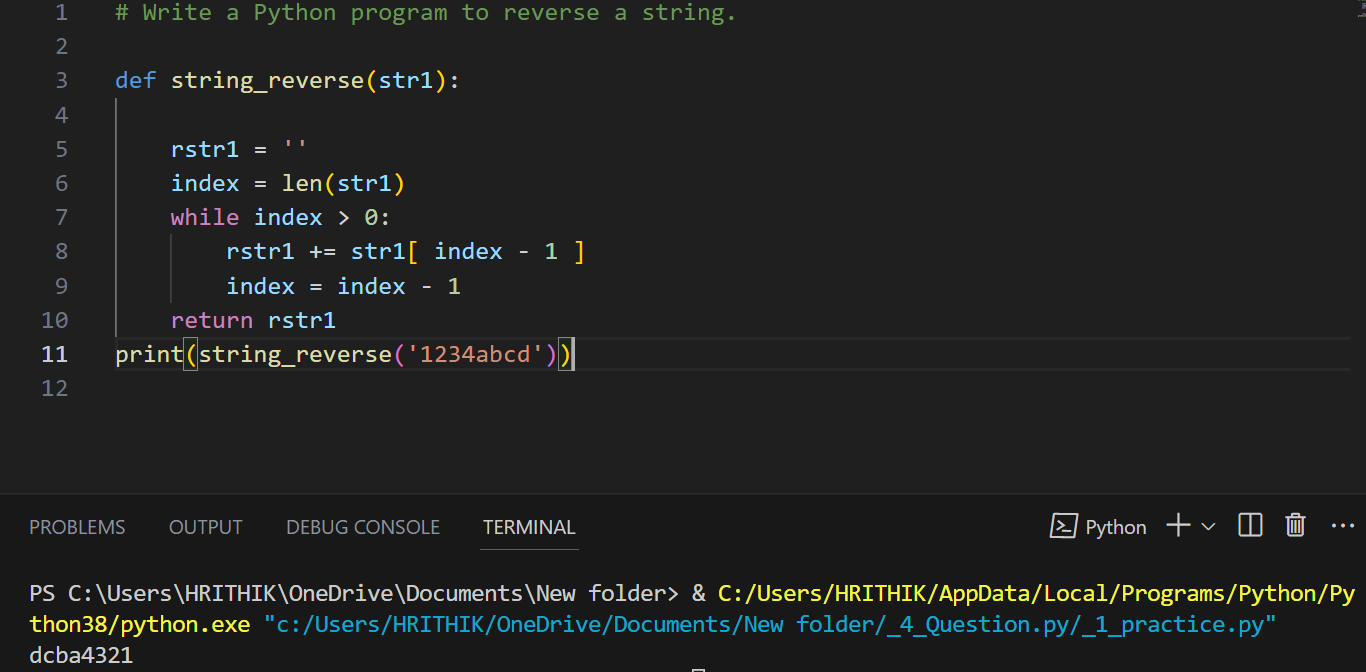 1 # Write a Python program to reverse a string.
2
3 def string_reverse(str1):
4
5     rstr1 = ''
6     index = len(str1)
7     while index > 0:
8         rstr1 += str1[ index - 1 ]
9         index = index - 1
10     return rstr1
11 print(string_reverse('1234abcd'))
12
PROBLEMS OUTPUT DEBUG CONSOLE TERMINAL Python
PS C:\Users\HRITHIK\OneDrive\Documents\New folder> & C:/Users/HRITHIK/AppData/Local/Programs/Python/Py
thon38/python.exe "c:/Users/HRITHIK/OneDrive/Documents/New folder/_4_Question.py/_1_practice.py"
dcba4321